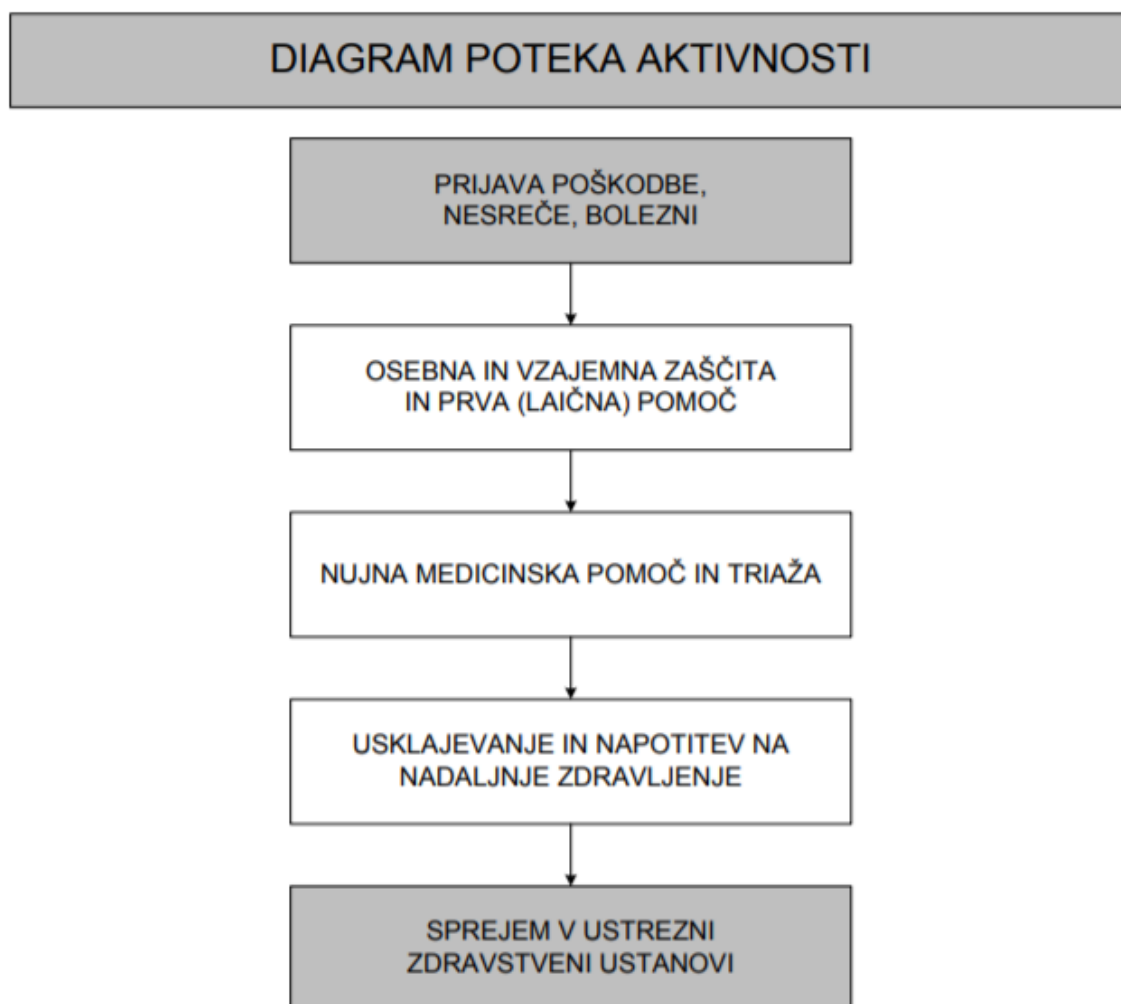 DIAGRAM POTEKA AKTIVNOSTI
PRIJAVA POŠKODBE,
NESREČE, BOLEZNI
OSEBNA IN VZAJEMNA ZAŠČITA
IN PRVA (LAIČNA) POMOČ
NUJNA MEDICINSKA POMOČ IN TRIAŽA
USKLAJEVANJE IN NAPOTITEV NA
NADALJNJE ZDRAVLJENJE
SPREJEM V USTREZNI
ZDRAVSTVENI USTANOVI